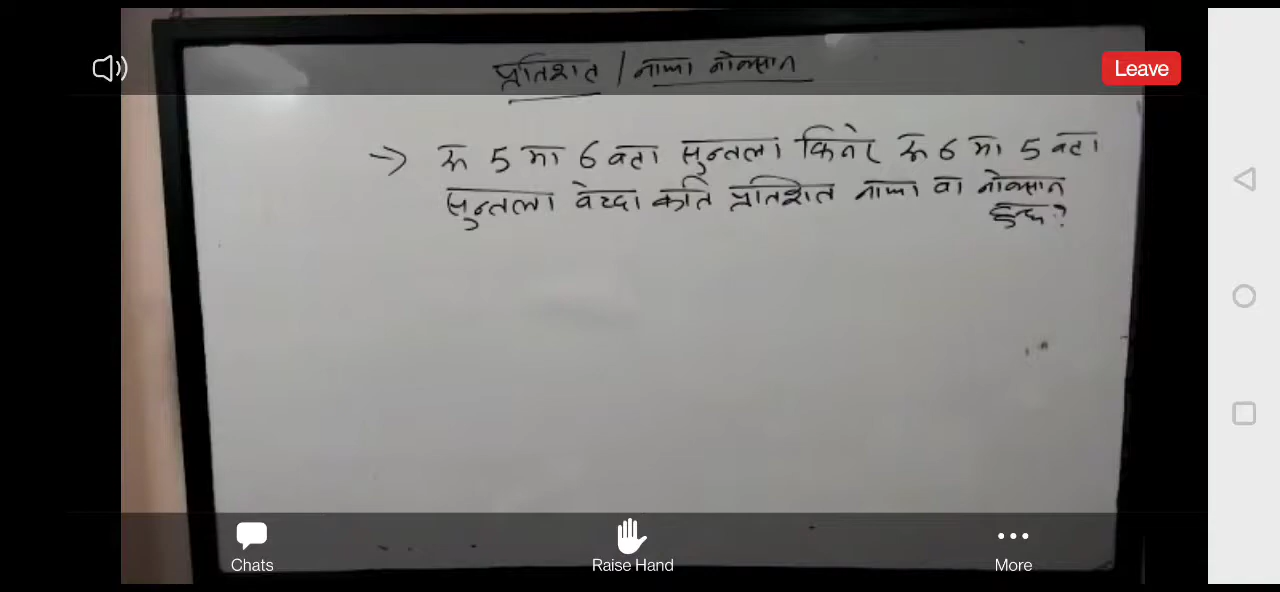 प्रतिशत / नाफा नोक्सान
Leave
→ रू 5 मा 6 वटा सुन्तला किनेर रू 6 मा 5 वटा
सुन्तला वेच्दा कति प्रतिशत नाफा वा नोक्सान
हुन्छ?
Chats
Raise Hand
More